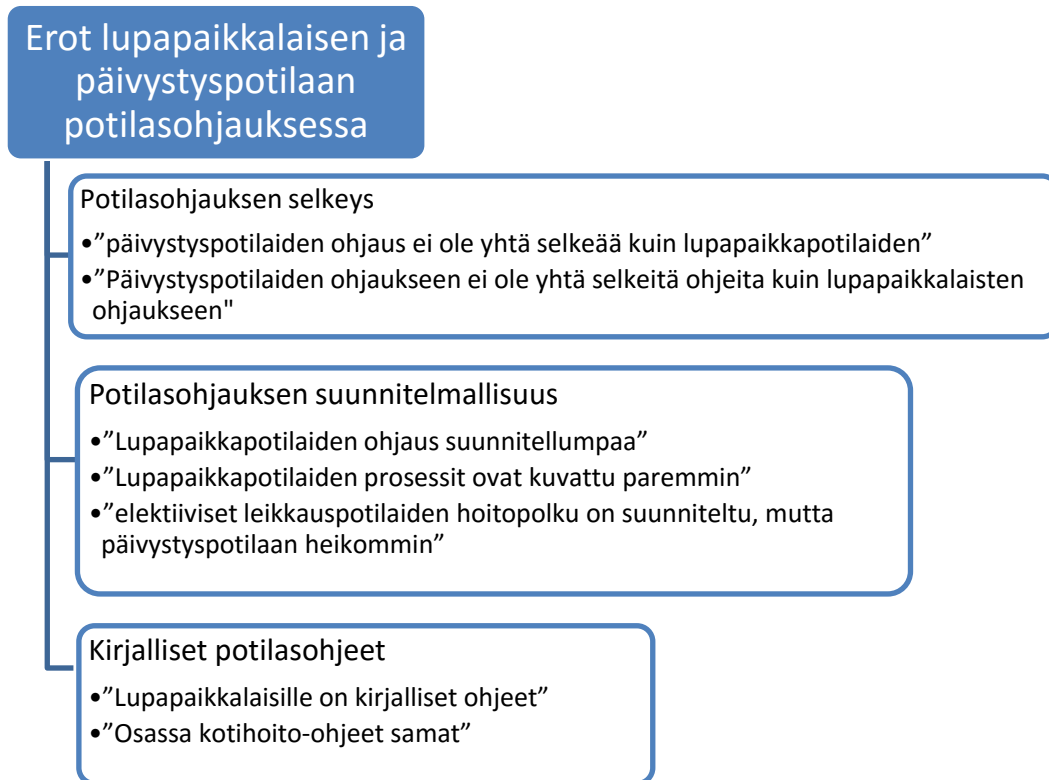 Erot lupapaikkalaisen ja
päivystyspotilaan
potilasohjauksessa
Potilasohjauksen selkeys
•”päivystyspotilaiden ohjaus ei ole yhtä selkeää kuin lupapaikkapotilaiden”
•”Päivystyspotilaiden ohjaukseen ei ole yhtä selkeitä ohjeita kuin lupapaikkalaisten
ohjaukseen"
Potilasohjauksen suunnitelmallisuus
•”Lupapaikkapotilaiden ohjaus suunnitellumpaa”
•”Lupapaikkapotilaiden prosessit ovat kuvattu paremmin”
•”elektiiviset leikkauspotilaiden hoitopolku on suunniteltu, mutta
päivystyspotilaan heikommin”
Kirjalliset potilasohjeet
•”Lupapaikkalaisille on kirjalliset ohjeet”
•”Osassa kotihoito-ohjeet samat”